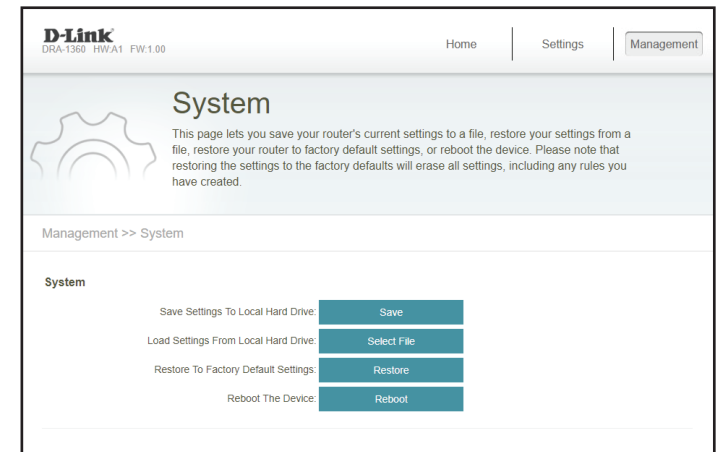 D-Link
DRA-1360 HW:A1 FW:1.00
Home
Settings
Management
System
This page lets you save your router's current settings to a file, restore your settings from a
file, restore your router to factory default settings, or reboot the device. Please note that
restoring the settings to the factory defaults will erase all settings, including any rules you
have created.
Management >> System
System
Save Settings To Local Hard Drive: Save
Load Settings From Local Hard Drive: Select File
Restore To Factory Default Settings: Restore
Reboot The Device: Reboot